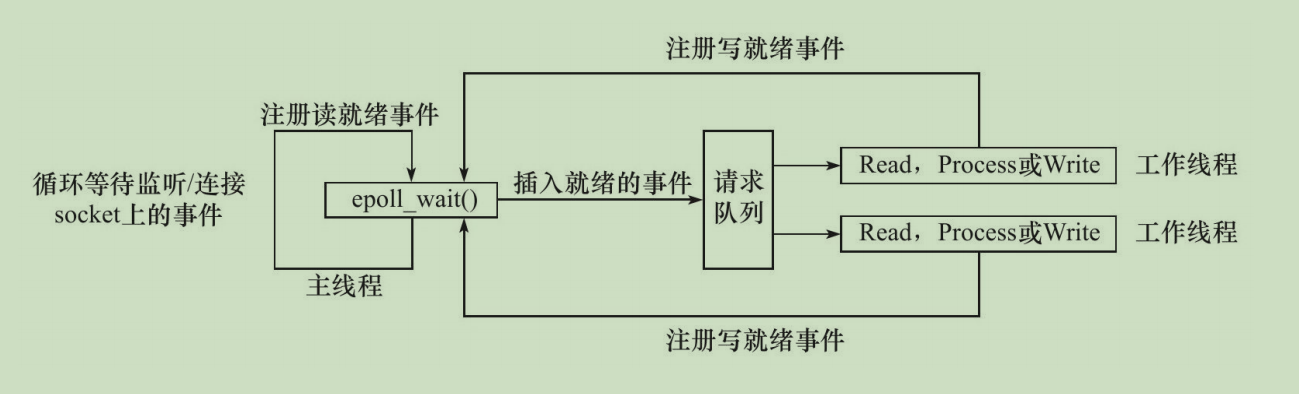 注册写就绪事件
注册读就绪事件
循环等待监听/连接
socket上的事件
epoll_wait()
插入就绪的事件
请求
队列
Read，Process或Write
工作线程
Read，Process或Write
工作线程
主线程
注册写就绪事件